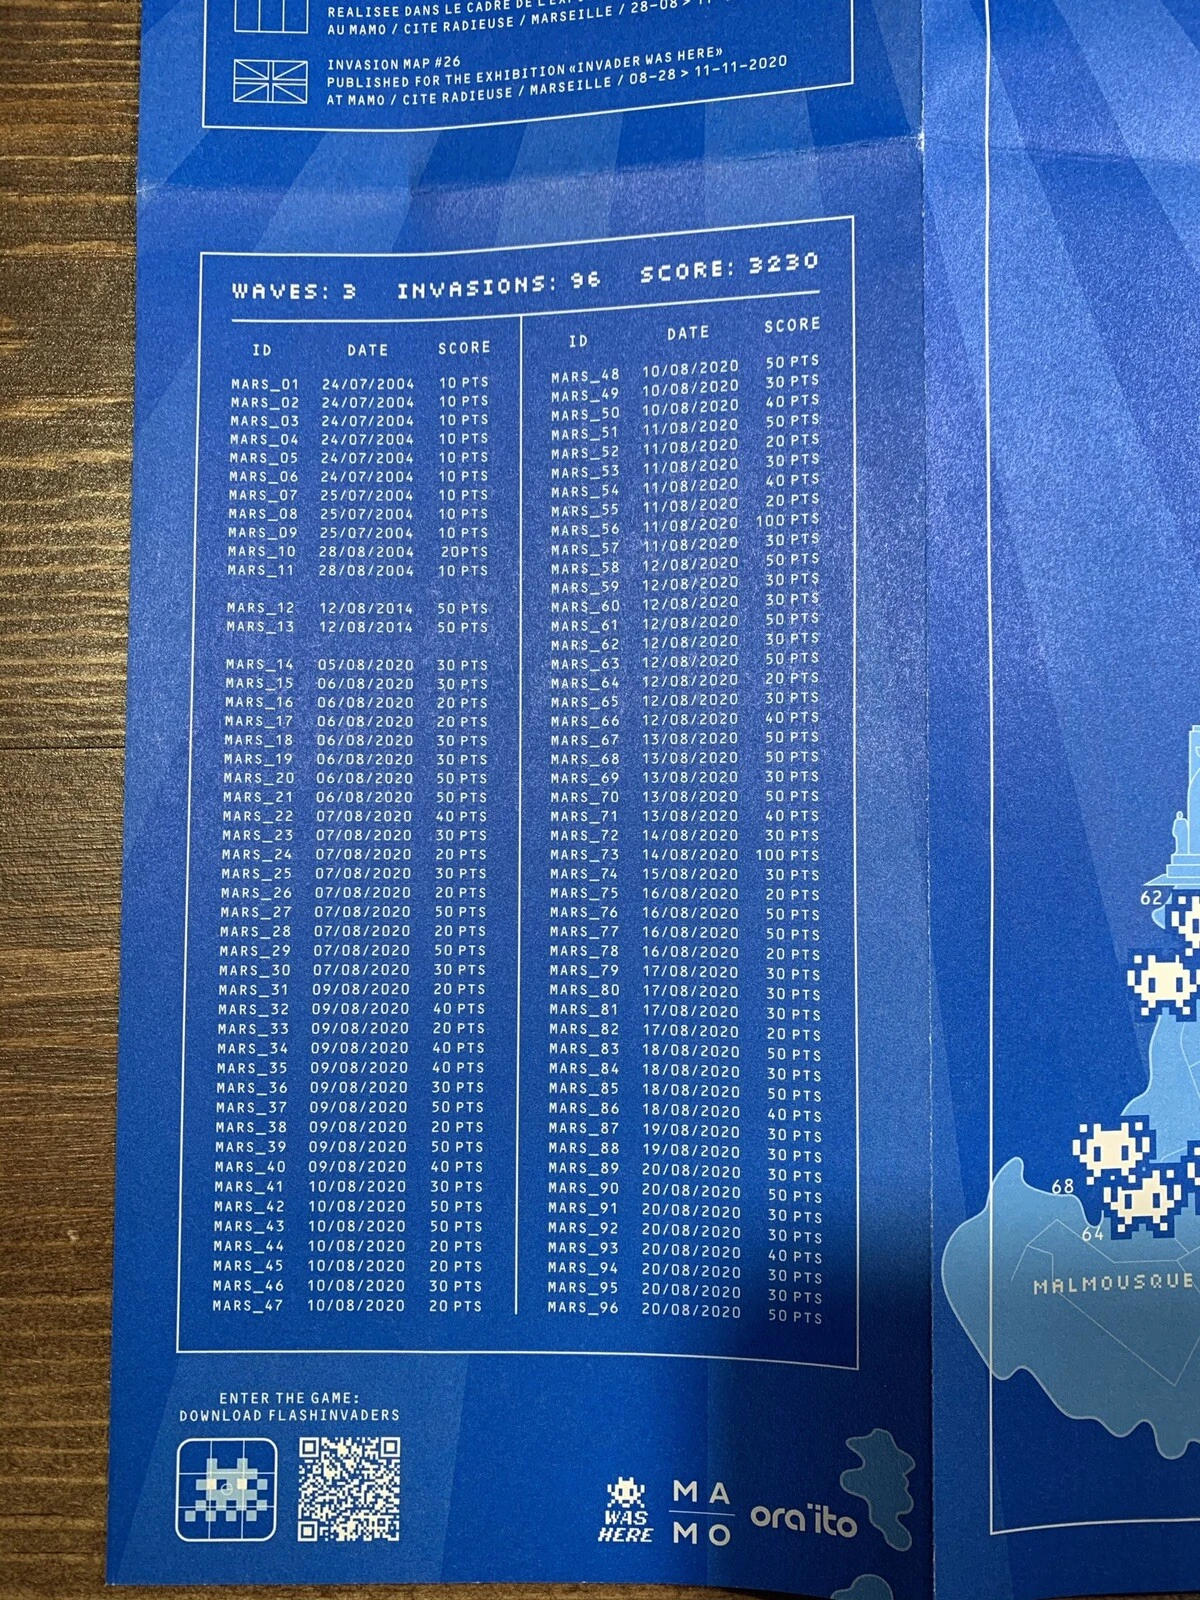 REALISEE DANS LE CADRE DE L'EXPO
AU MAMO / CITE RADIEUSE / MARSEILLE / 28-08 > 11-
INVASION MAP #26
PUBLISHED FOR THE EXHIBITION «INVADER WAS HERE»
AT MAMO / CITE RADIEUSE / MARSEILLE / 08-28 > 11-11-2020
WAVES: 3 INVASIONS: 96 SCORE: 3230
ID DATE SCORE
MARS_01 24/07/2004 10 PTS
MARS_02 24/07/2004 10 PTS
MARS_03 24/07/2004 10 PTS
MARS_04 24/07/2004 10 PTS
MARS_05 24/07/2004 10 PTS
MARS_06 24/07/2004 10 PTS
MARS_07 25/07/2004 10 PTS
MARS_08 25/07/2004 10 PTS
MARS_09 25/07/2004 10 PTS
MARS_10 28/08/2004 20PTS
MARS_11 28/08/2004 10 PTS
MARS_12 12/08/2014 50 PTS
MARS_13 12/08/2014 50 PTS
MARS_14 05/08/2020 30 PTS
MARS_15 06/08/2020 30 PTS
MARS_16 06/08/2020 20 PTS
MARS_17 06/08/2020 20 PTS
MARS_18 06/08/2020 30 PTS
MARS_19 06/08/2020 30 PTS
MARS_20 06/08/2020 50 PTS
MARS_21 06/08/2020 50 PTS
MARS_22 07/08/2020 40 PTS
MARS_23 07/08/2020 30 PTS
MARS_24 07/08/2020 20 PTS
MARS_25 07/08/2020 30 PTS
MARS_26 07/08/2020 20 PTS
MARS_27 07/08/2020 50 PTS
MARS_28 07/08/2020 20 PTS
MARS_29 07/08/2020 50 PTS
MARS_30 07/08/2020 30 PTS
MARS_31 09/08/2020 20 PTS
MARS_32 09/08/2020 40 PTS
MARS_33 09/08/2020 20 PTS
MARS_34 09/08/2020 40 PTS
MARS_35 09/08/2020 40 PTS
MARS_36 09/08/2020 30 PTS
MARS_37 09/08/2020 50 PTS
MARS_38 09/08/2020 20 PTS
MARS_39 09/08/2020 50 PTS
MARS_40 09/08/2020 40 PTS
MARS_41 10/08/2020 30 PTS
MARS_42 10/08/2020 50 PTS
MARS_43 10/08/2020 50 PTS
MARS_44 10/08/2020 20 PTS
MARS_45 10/08/2020 20 PTS
MARS_46 10/08/2020 30 PTS
MARS_47 10/08/2020 20 PTS
ID DATE SCORE
MARS_48 10/08/2020 50 PTS
MARS_49 10/08/2020 30 PTS
MARS_50 10/08/2020 40 PTS
MARS_51 11/08/2020 50 PTS
MARS_52 11/08/2020 20 PTS
MARS_53 11/08/2020 30 PTS
MARS_54 11/08/2020 40 PTS
MARS_55 11/08/2020 20 PTS
MARS_56 11/08/2020 100 PTS
MARS_57 11/08/2020 30 PTS
MARS_58 12/08/2020 50 PTS
MARS_59 12/08/2020 30 PTS
MARS_60 12/08/2020 30 PTS
MARS_61 12/08/2020 50 PTS
MARS_62 12/08/2020 30 PTS
MARS_63 12/08/2020 50 PTS
MARS_64 12/08/2020 20 PTS
MARS_65 12/08/2020 30 PTS
MARS_66 12/08/2020 40 PTS
MARS_67 13/08/2020 50 PTS
MARS_68 13/08/2020 50 PTS
MARS_69 13/08/2020 30 PTS
MARS_70 13/08/2020 50 PTS
MARS_71 13/08/2020 40 PTS
MARS_72 14/08/2020 30 PTS
MARS_73 14/08/2020 100 PTS
MARS_74 15/08/2020 30 PTS
MARS_75 16/08/2020 20 PTS
MARS_76 16/08/2020 50 PTS
MARS_77 16/08/2020 50 PTS
MARS_78 16/08/2020 20 PTS
MARS_79 17/08/2020 30 PTS
MARS_80 17/08/2020 30 PTS
MARS_81 17/08/2020 30 PTS
MARS_82 17/08/2020 20 PTS
MARS_83 18/08/2020 50 PTS
MARS_84 18/08/2020 30 PTS
MARS_85 18/08/2020 50 PTS
MARS_86 18/08/2020 40 PTS
MARS_87 19/08/2020 30 PTS
MARS_88 19/08/2020 30 PTS
MARS_89 20/08/2020 30 PTS
MARS_90 20/08/2020 50 PTS
MARS_91 20/08/2020 30 PTS
MARS_92 20/08/2020 30 PTS
MARS_93 20/08/2020 40 PTS
MARS_94 20/08/2020 30 PTS
MARS_95 20/08/2020 30 PTS
MARS_96 20/08/2020 50 PTS
ENTER THE GAME:
DOWNLOAD FLASHINVADERS
WAS
HERE
MA
MO
ora ïto
62
68
64
MALMOUSQUE